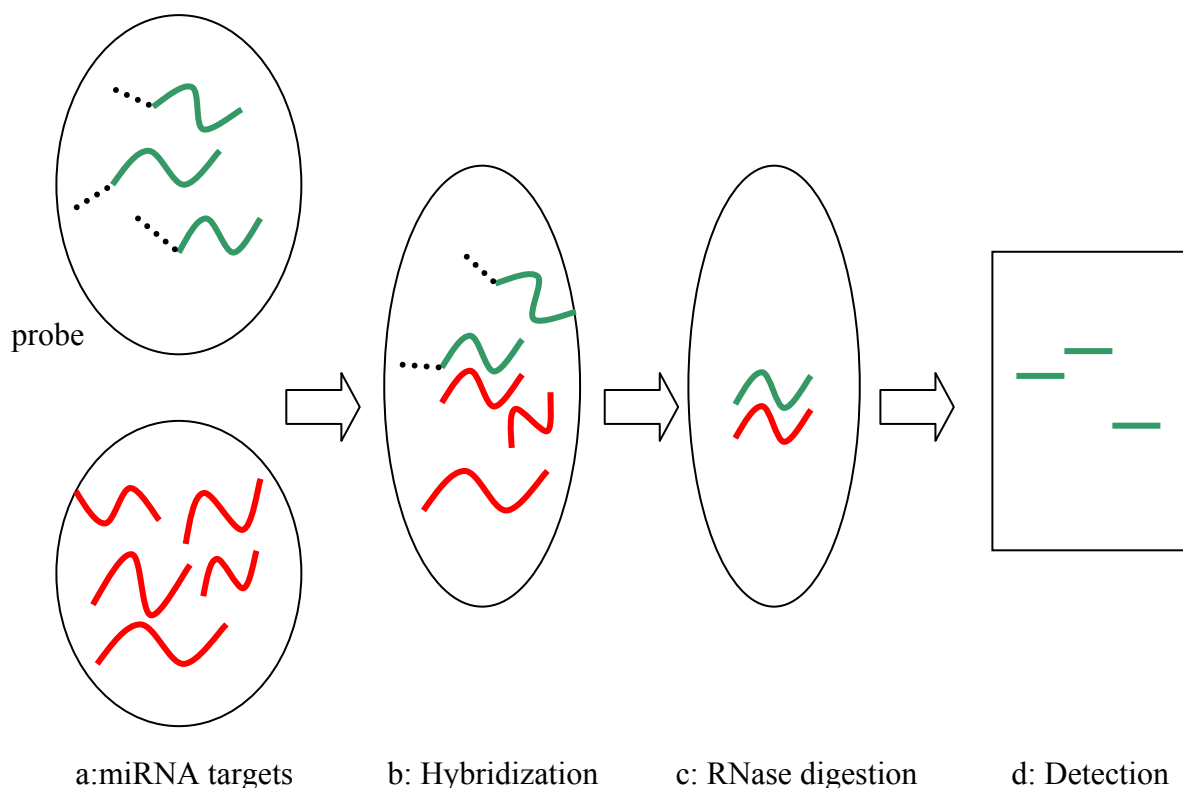 probe
a:miRNA targets
b: Hybridization
c: RNase digestion
d: Detection